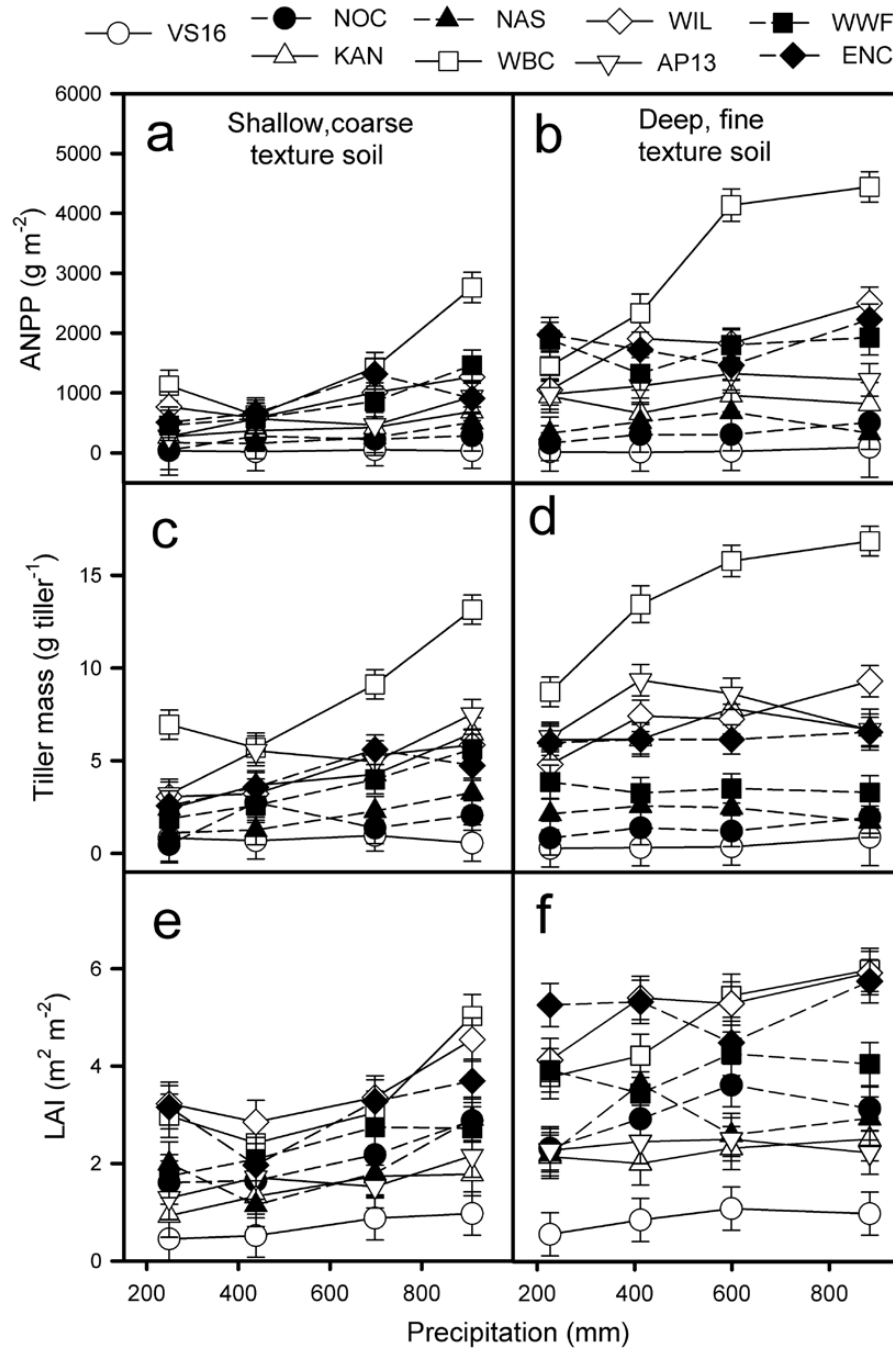 VS16 NOC NAS WIL WWF
KAN WBC AP13 ENC
a Shallow,coarse
texture soil
b Deep, fine
texture soil
6000
5000
4000
3000
2000
1000
0
ANPP (g m⁻²)
c
d
15
10
5
0
Tiller mass (g tiller⁻¹)
e
f
6
4
2
0
LAI (m² m⁻²)
200 400 600 800 200 400 600 800
Precipitation (mm)